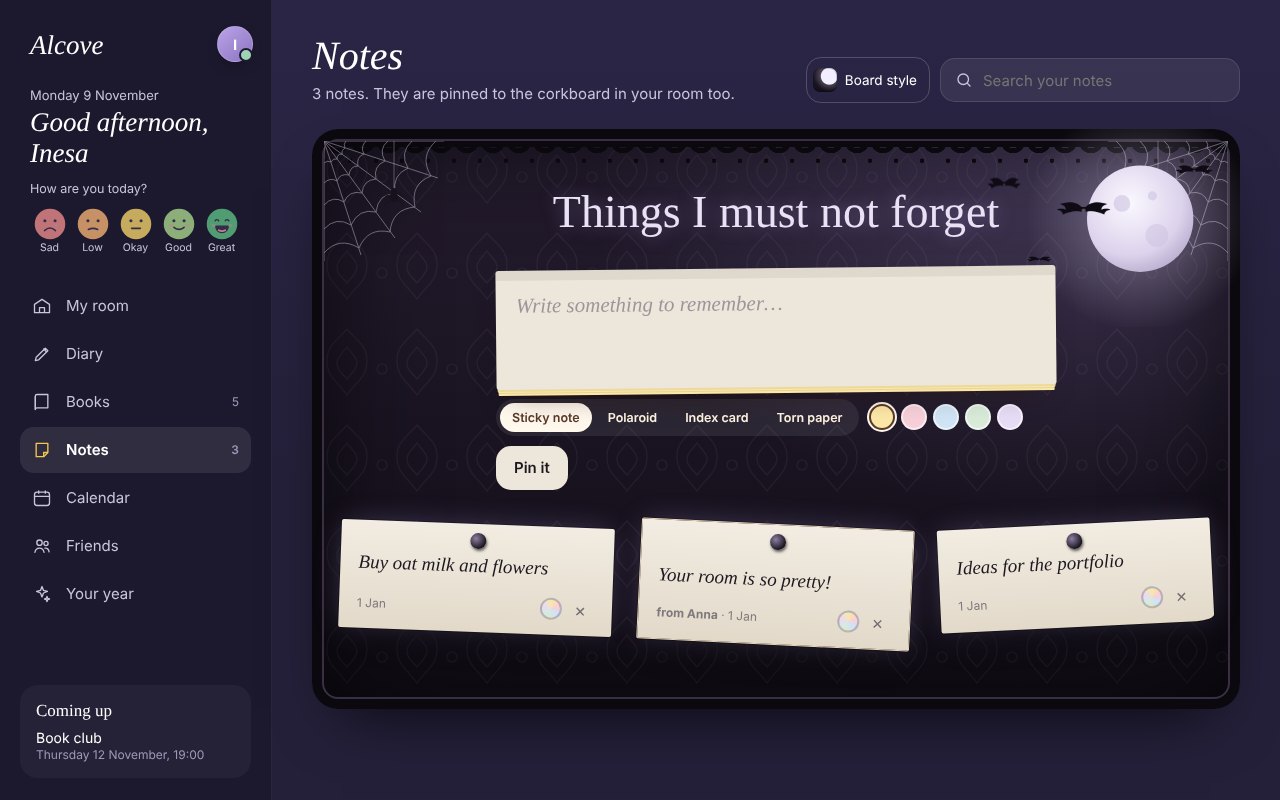 Alcove
I
Monday 9 November
Good afternoon,
Inesa
How are you today?
Sad
Low
Okay
Good
Great
My room
Diary
Books 5
Notes 3
Calendar
Friends
Your year
Coming up
Book club
Thursday 12 November, 19:00
Notes
3 notes. They are pinned to the corkboard in your room too.
Board style
Search your notes
Things I must not forget
Write something to remember…
Sticky note
Polaroid
Index card
Torn paper
Pin it
Buy oat milk and flowers
1 Jan
Your room is so pretty!
from Anna · 1 Jan
Ideas for the portfolio
1 Jan